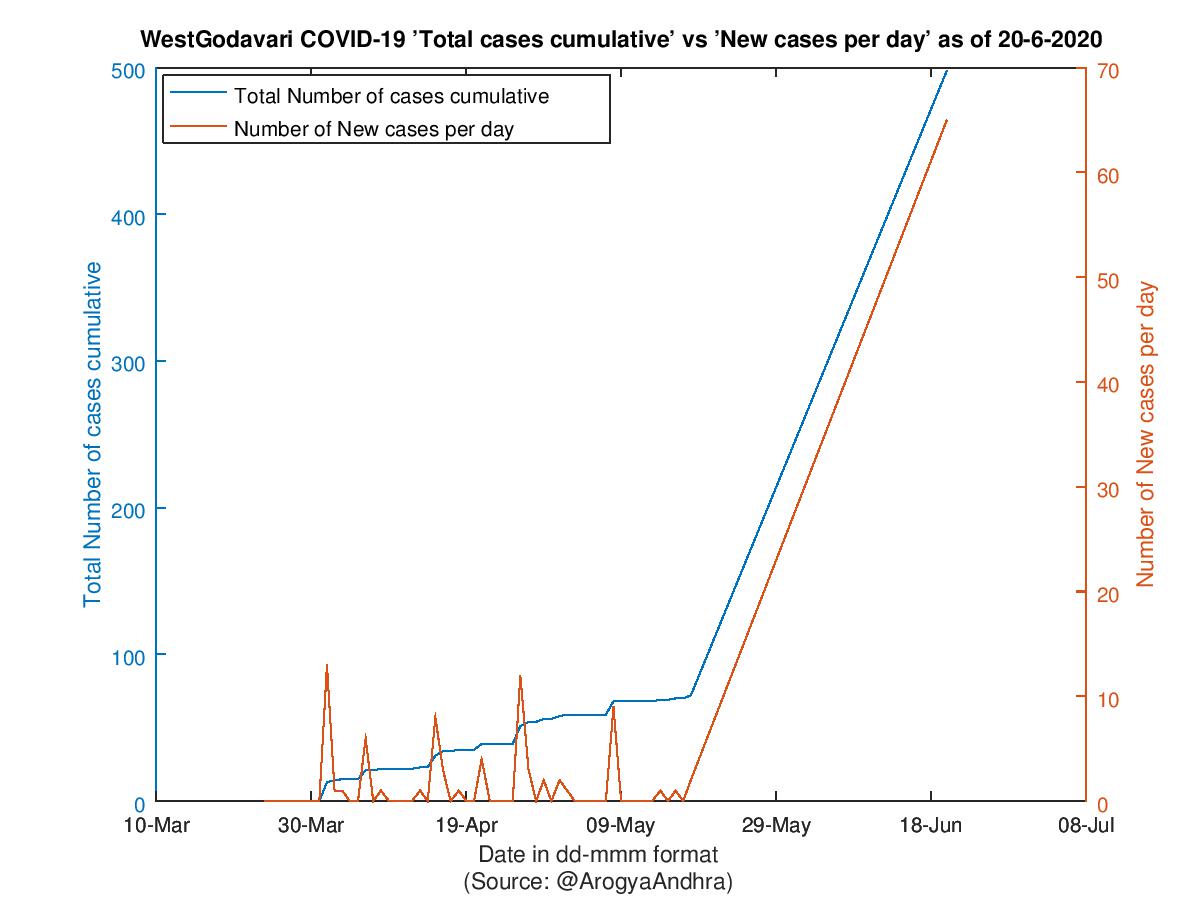 WestGodavari COVID-19 ’Total cases cumulative’ vs ’New cases per day’ as of 20-6-2020
Total Number of cases cumulative
Number of New cases per day
500
400
300
200
100
0
Total Number of cases cumulative
70
60
50
40
30
20
10
0
Number of New cases per day
10-Mar 30-Mar 19-Apr 09-May 29-May 18-Jun 08-Jul
Date in dd-mmm format
(Source: @ArogyaAndhra)